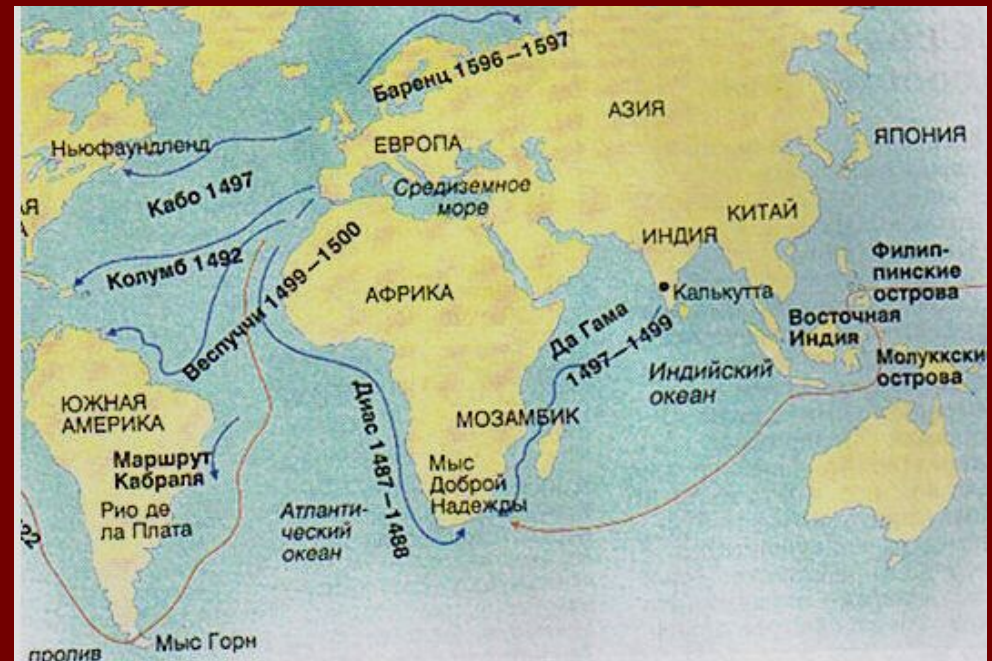 Баренц 1596–1597
АЗИЯ
ЯПОНИЯ
Ньюфаундленд
ЕВРОПА
Кабо 1497
Средиземное
море
КИТАЙ
ИНДИЯ
Колумб 1492
Веспуччи 1499–1500
АФРИКА
Калькутта
Филип-
пинские
острова
Да Гама
1497–1499
Восточная
Индия
Индийский
океан
Молуккски
острова
ЮЖНАЯ
АМЕРИКА
Диас 1487–1488
МОЗАМБИК
Маршрут
Кабраля
Мыс
Доброй
Надежды
Рио де
ла Плата
Атланти-
ческий
океан
Мыс Горн
пролив